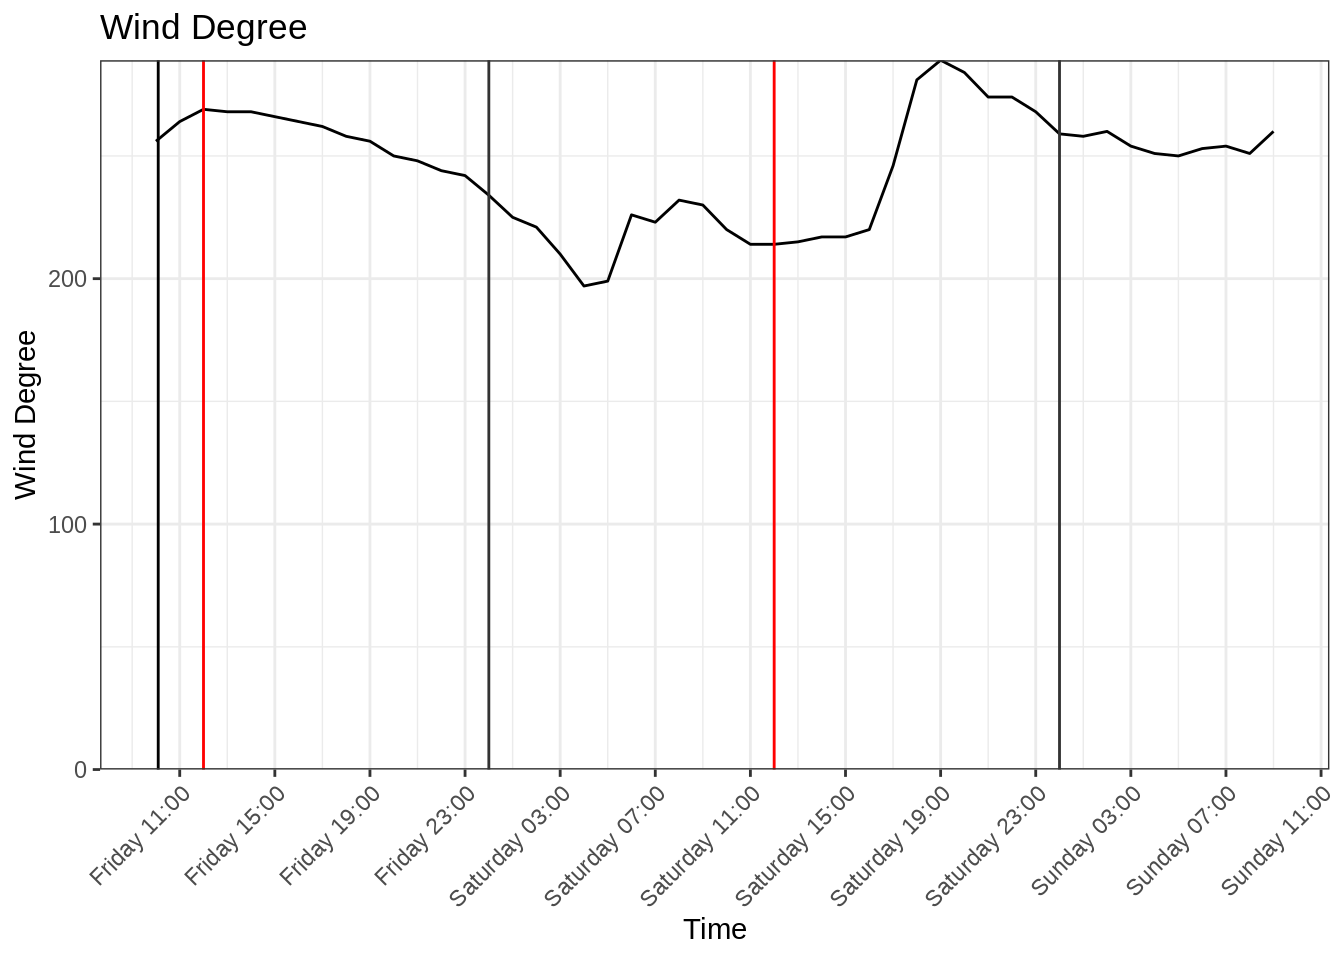 Wind Degree
Wind Degree
200
100
0
Friday 11:00
Friday 15:00
Friday 19:00
Friday 23:00
Saturday 03:00
Saturday 07:00
Saturday 11:00
Saturday 15:00
Saturday 19:00
Saturday 23:00
Sunday 03:00
Sunday 07:00
Sunday 11:00
Time